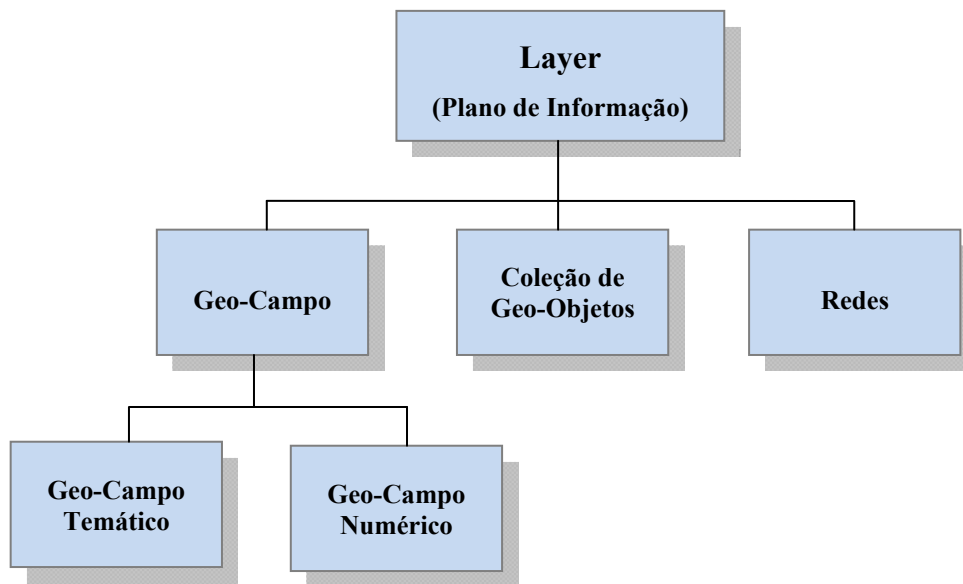 Layer
(Plano de Informação)
Geo-Campo
Coleção de
Geo-Objetos
Redes
Geo-Campo
Temático
Geo-Campo
Numérico